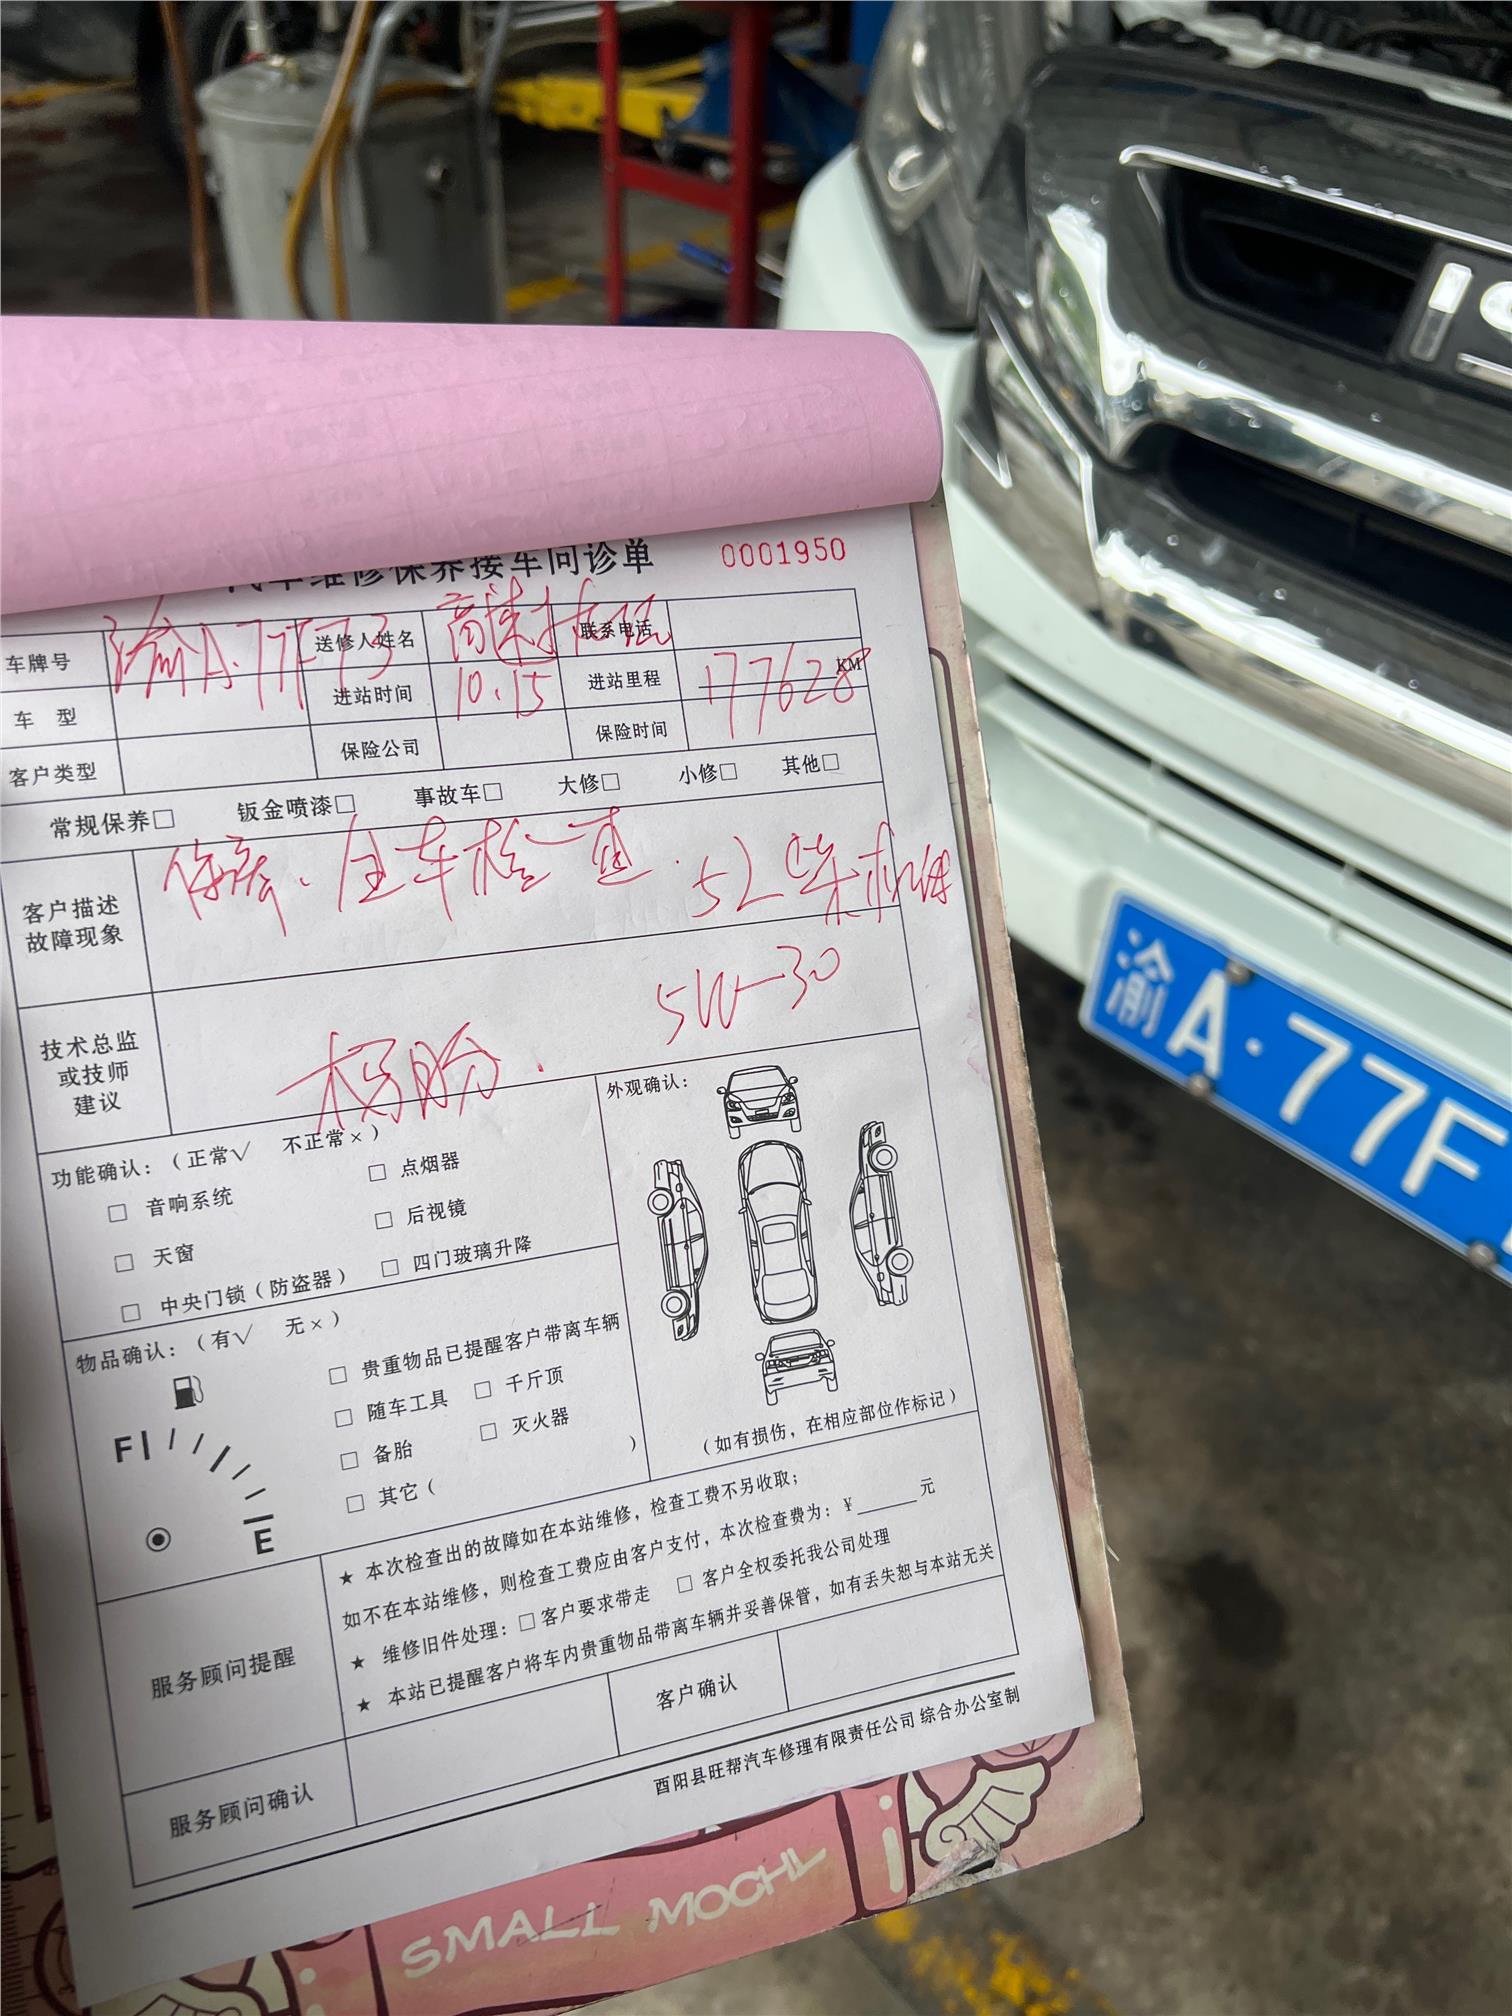 汽车维修保养接车问诊单 0001950
车牌号 渝A·77F73 送修人姓名 高速 联系电话
车 型 进站时间 10.15 进站里程 177628 KM
客户类型 保险公司 保险时间
常规保养□ 钣金喷漆□ 事故车□ 大修□ 小修□ 其他□
客户描述
故障现象
保养、全车检查.5L柴机油
5W-30
技术总监
或技师
建议
杨胎.
功能确认:(正常√ 不正常×)
□ 音响系统 □ 点烟器
□ 天窗 □ 后视镜
□ 中央门锁(防盗器) □ 四门玻璃升降
外观确认:
(如有损伤,在相应部位作标记)
物品确认:(有√ 无×)
□ 贵重物品已提醒客户带离车辆
□ 随车工具 □ 千斤顶
□ 备胎 □ 灭火器
□ 其它( )
F
E
服务顾问提醒
★ 本次检查出的故障如在本站维修,检查工费不另收取;
如不在本站维修,则检查工费应由客户支付,本次检查费为:¥______元
★ 维修旧件处理:□客户要求带走 □ 客户全权委托我公司处理
★ 本站已提醒客户将车内贵重物品带离车辆并妥善保管,如有丢失恕与本站无关
服务顾问确认 客户确认
酉阳县旺帮汽车修理有限责任公司 综合办公室制
SMALL MOCHI
渝A·77F